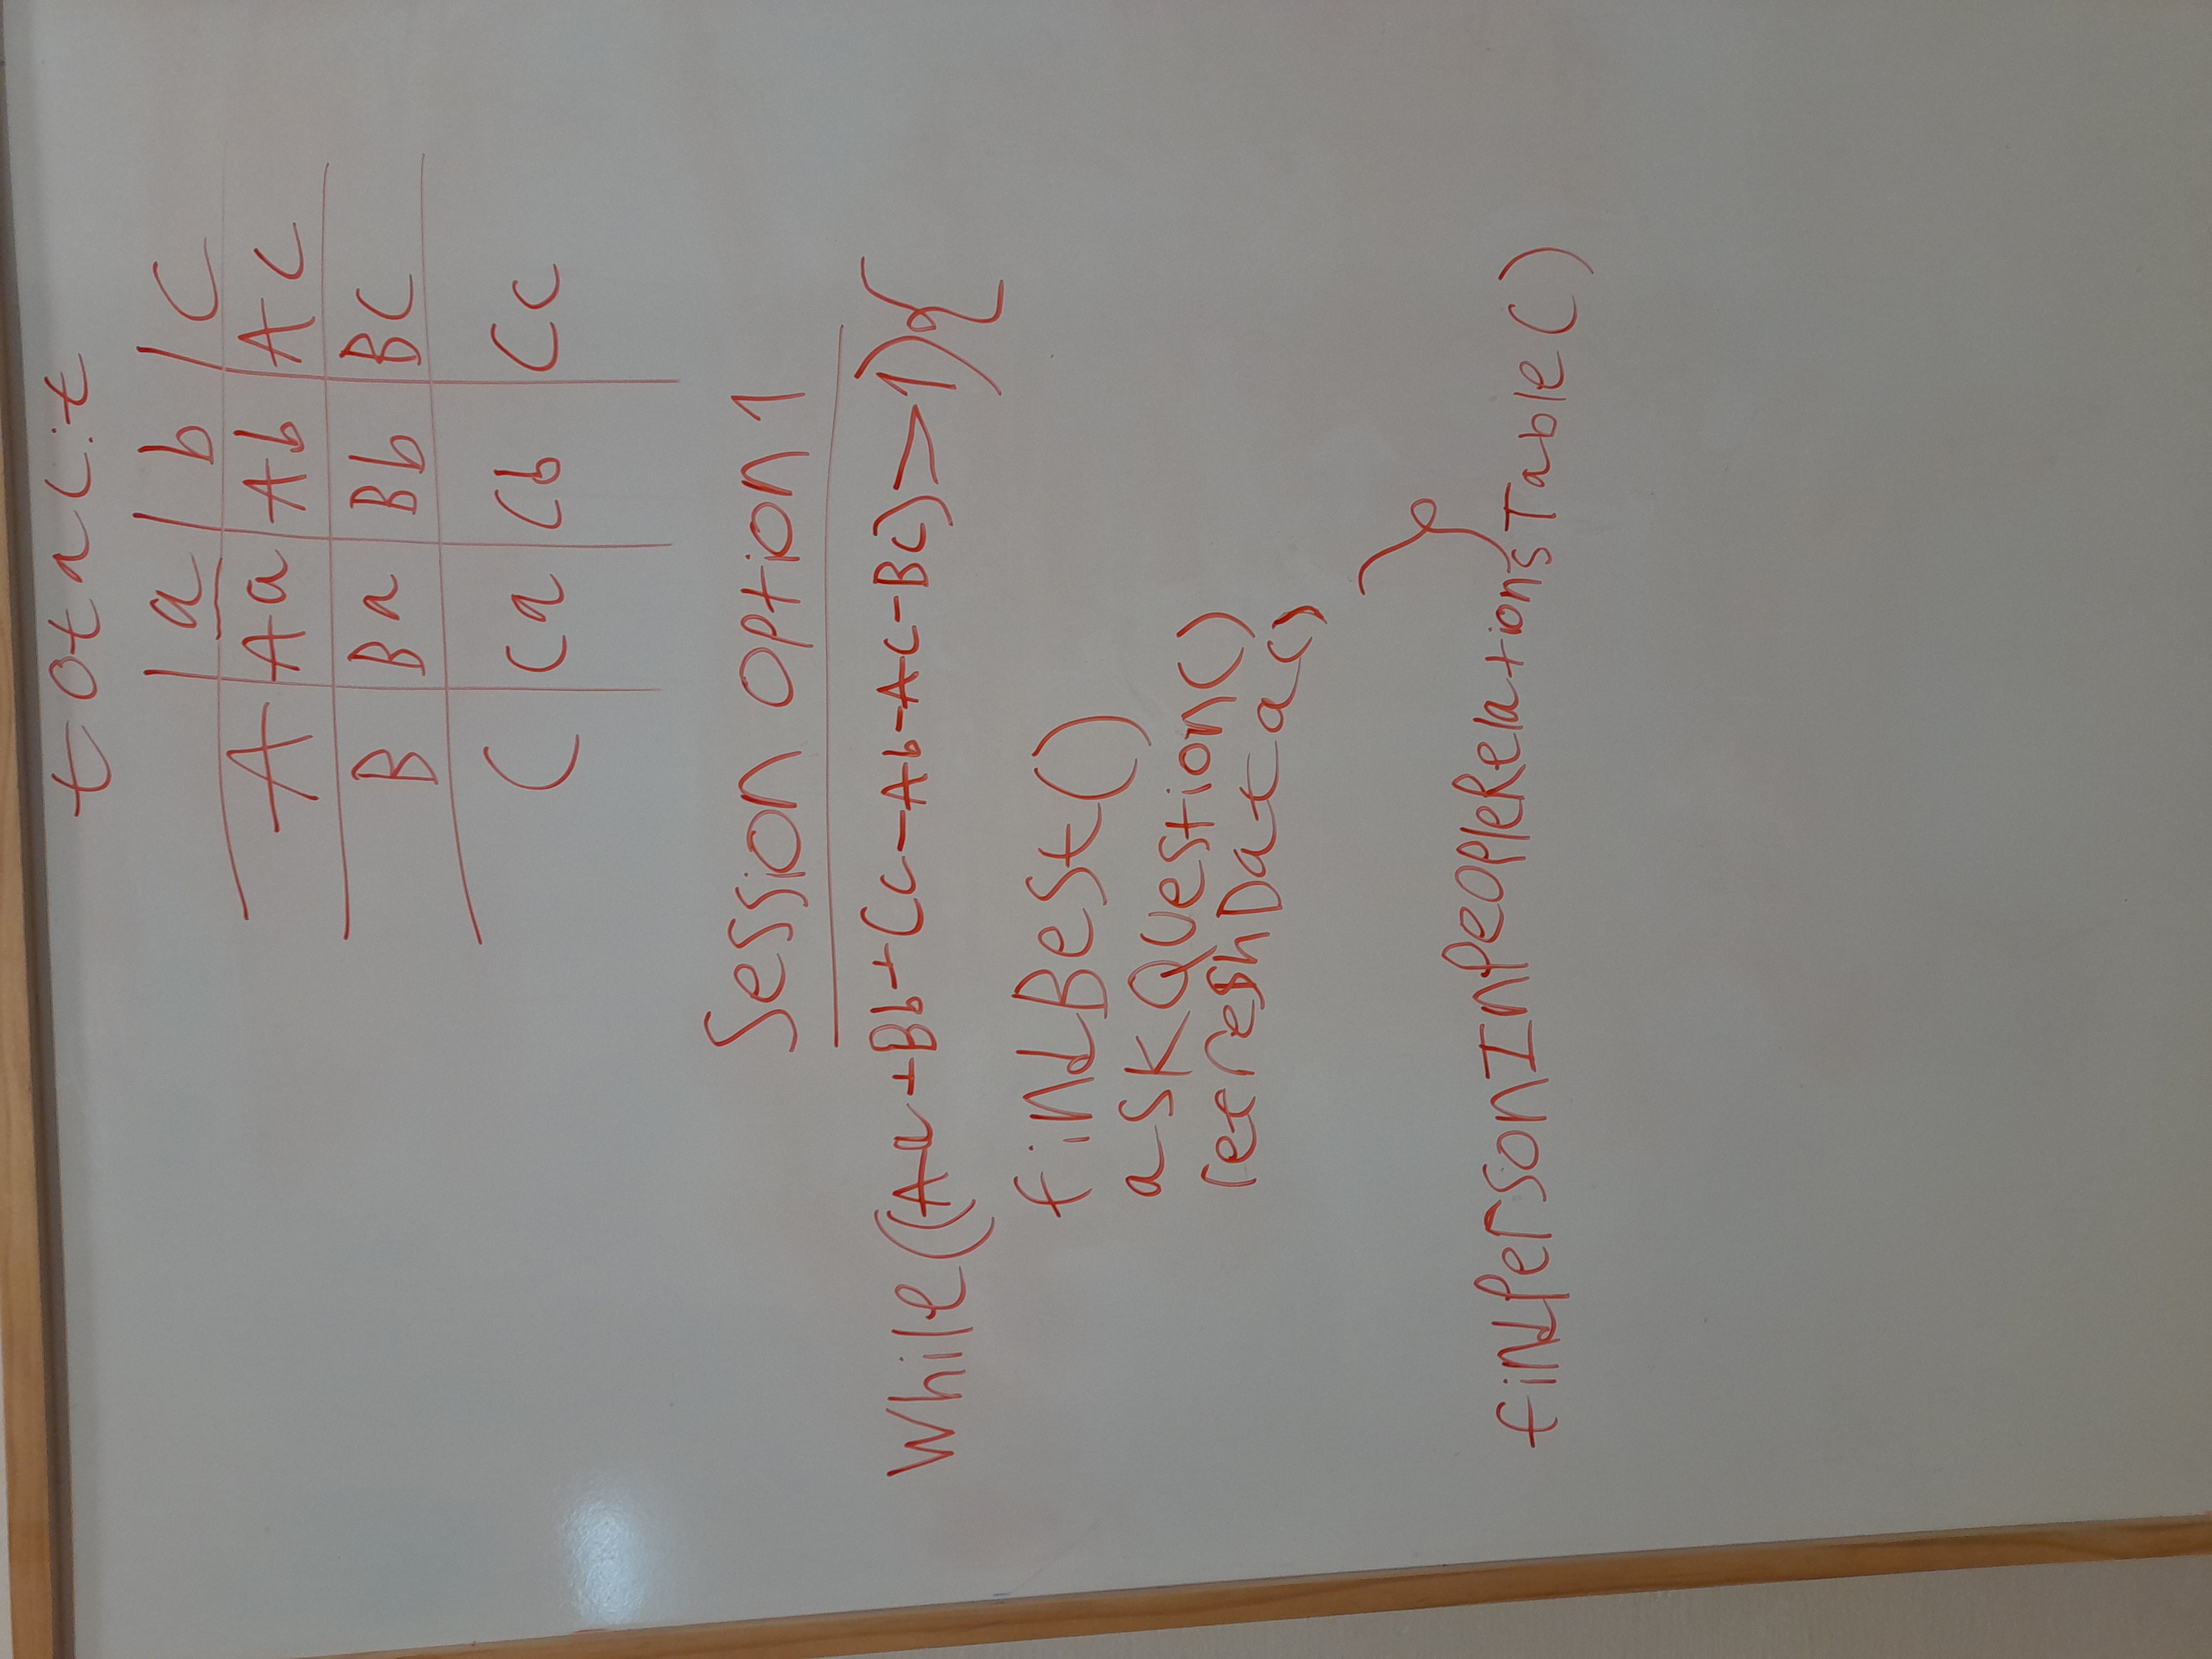 total:t
a b c
A Aa Ab Ac
B Ba Bb Bc
C Ca Cb Cc
Session option 1
While((Aa+Bb+Cc-Ab-Ac-Bc)>1){
findBest()
askQuestion()
refreshData()
}
findPersonInPeopleRelationsTable()